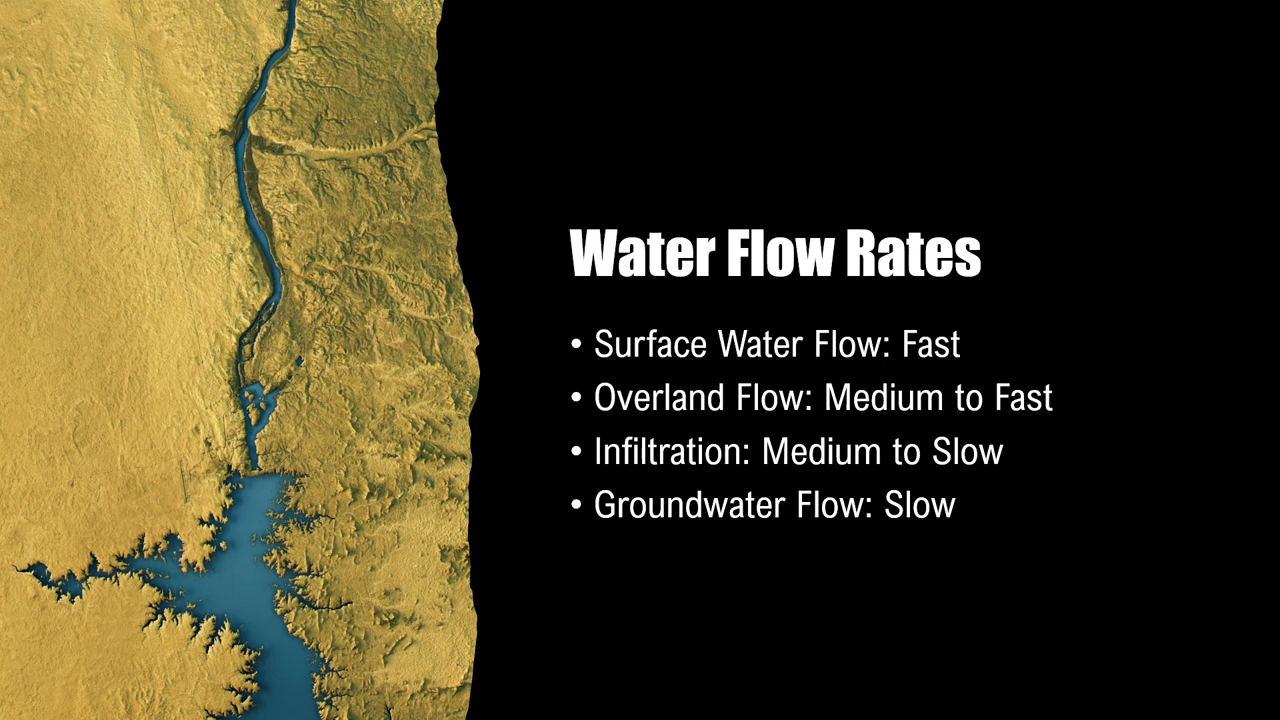 Water Flow Rates
• Surface Water Flow: Fast
• Overland Flow: Medium to Fast
• Infiltration: Medium to Slow
• Groundwater Flow: Slow